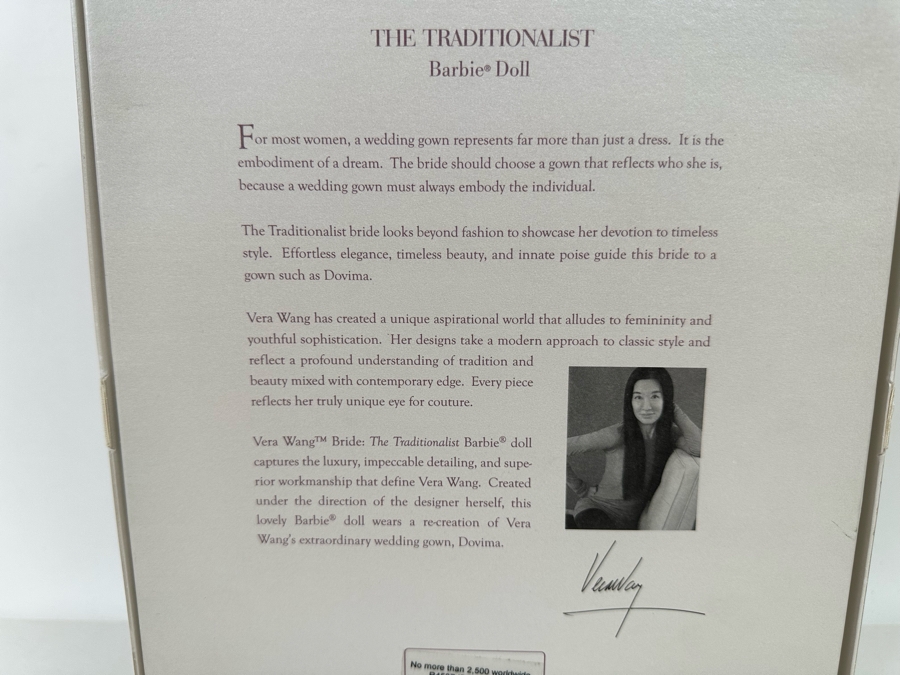 THE TRADITIONALIST
Barbie® Doll
For most women, a wedding gown represents far more than just a dress. It is the
embodiment of a dream. The bride should choose a gown that reflects who she is,
because a wedding gown must always embody the individual.
The Traditionalist bride looks beyond fashion to showcase her devotion to timeless
style. Effortless elegance, timeless beauty, and innate poise guide this bride to a
gown such as Dovima.
Vera Wang has created a unique aspirational world that alludes to femininity and
youthful sophistication. Her designs take a modern approach to classic style and
reflect a profound understanding of tradition and
beauty mixed with contemporary edge. Every piece
reflects her truly unique eye for couture.
Vera Wang™ Bride: The Traditionalist Barbie® doll
captures the luxury, impeccable detailing, and supe-
rior workmanship that define Vera Wang. Created
under the direction of the designer herself, this
lovely Barbie® doll wears a re-creation of Vera
Wang's extraordinary wedding gown, Dovima.
Vera Wang
No more than 2,500 worldwide